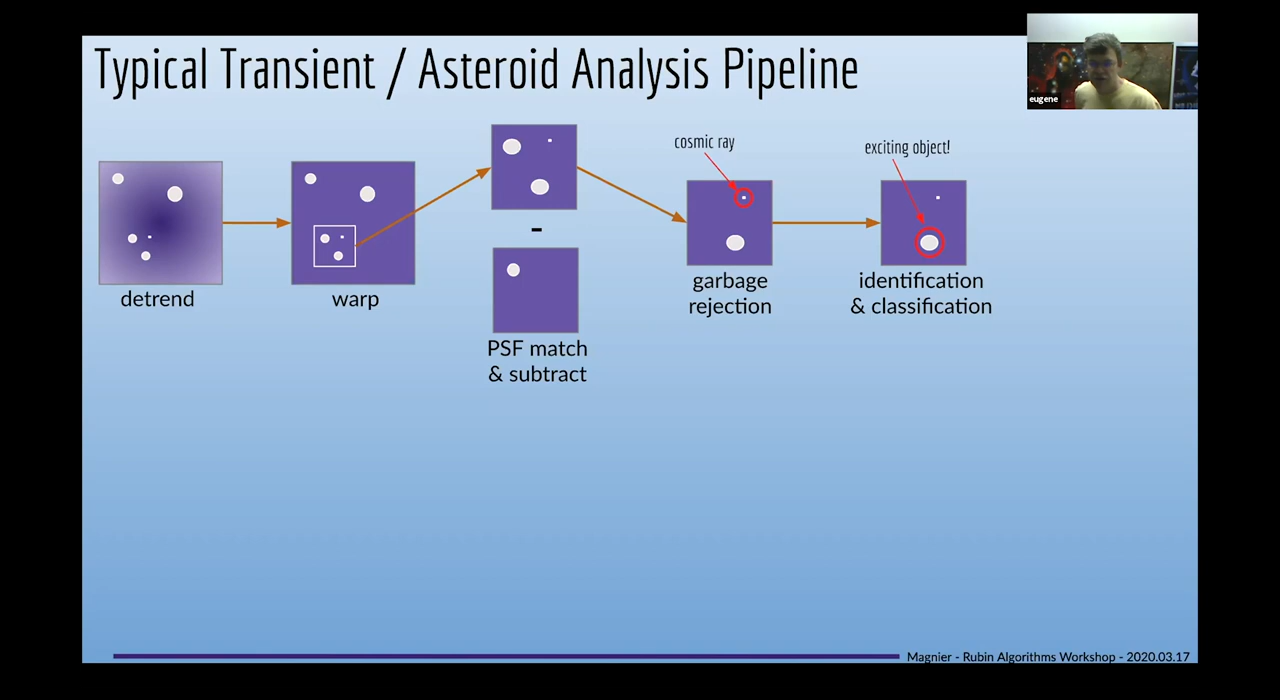 Typical Transient / Asteroid Analysis Pipeline
eugene
cosmic ray
exciting object!
-
detrend
warp
PSF match
& subtract
garbage
rejection
identification
& classification
Magnier - Rubin Algorithms Workshop - 2020.03.17